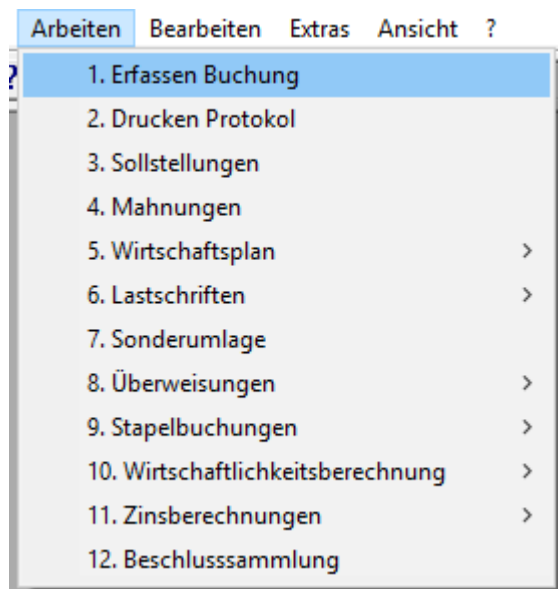 Arbeiten Bearbeiten Extras Ansicht ?
?
1. Erfassen Buchung
2. Drucken Protokol
3. Sollstellungen
4. Mahnungen
5. Wirtschaftsplan >
6. Lastschriften >
7. Sonderumlage
8. Überweisungen >
9. Stapelbuchungen >
10. Wirtschaftlichkeitsberechnung >
11. Zinsberechnungen >
12. Beschlusssammlung